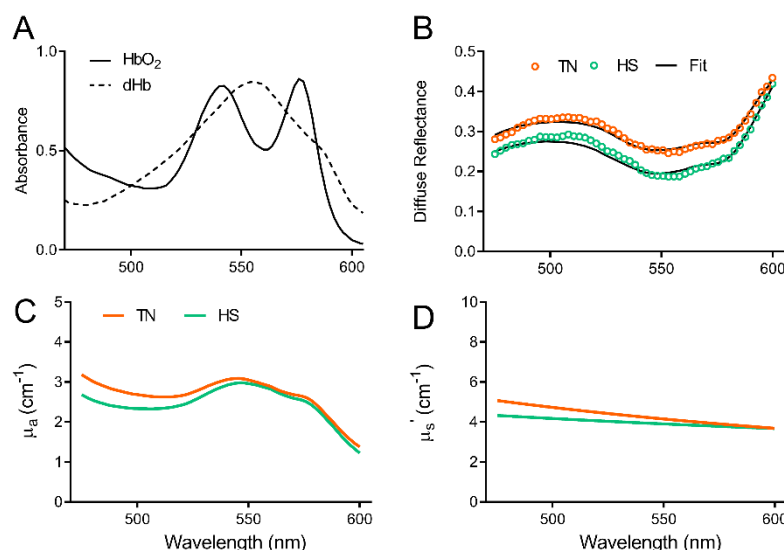 A
HbO₂
dHb
Absorbance
1.0
0.5
0.0
500
550
600
B
TN
HS
Fit
Diffuse Reflectance
0.5
0.4
0.3
0.2
0.1
0.0
500
550
600
C
TN
HS
μa (cm⁻¹)
5
4
3
2
1
0
500
550
600
Wavelength (nm)
D
μs' (cm⁻¹)
10
8
6
4
2
0
500
550
600
Wavelength (nm)